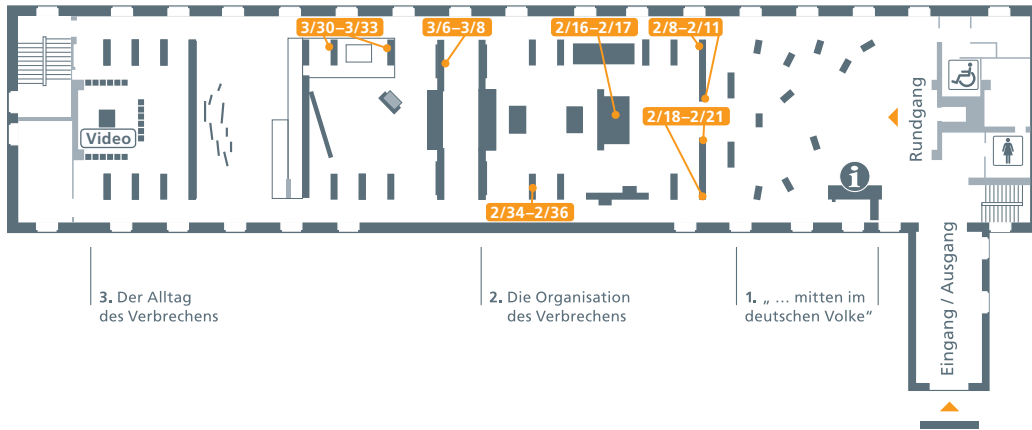 3/30–3/33
3/6–3/8
2/16–2/17
2/8–2/11
2/18–2/21
Video
Rundgang
i
2/34–2/36
3. Der Alltag
des Verbrechens
2. Die Organisation
des Verbrechens
1. „ ... mitten im
deutschen Volke“
Eingang / Ausgang